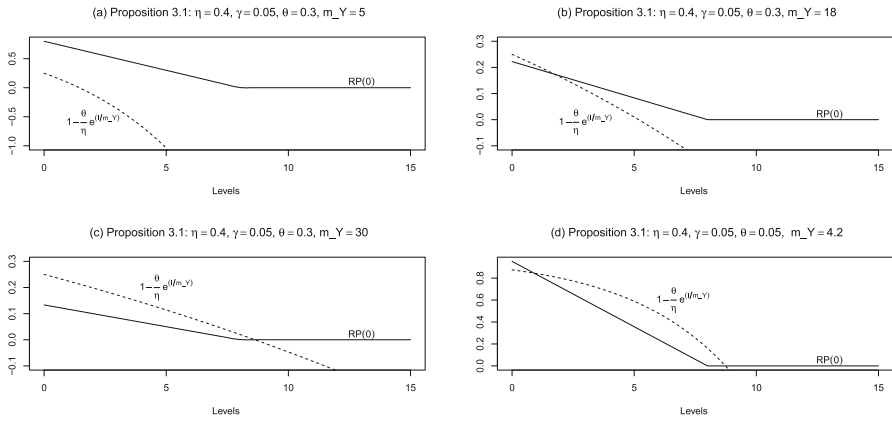 (a) Proposition 3.1: η = 0.4, γ = 0.05, θ = 0.3, m_Y = 5
0.5
0.0
−0.5
−1.0
RP(0)
1−θ/η e^(l/m_Y)
0 5 10 15
Levels
(b) Proposition 3.1: η = 0.4, γ = 0.05, θ = 0.3, m_Y = 18
0.3
0.2
0.1
0.0
−0.1
RP(0)
1−θ/η e^(l/m_Y)
0 5 10 15
Levels
(c) Proposition 3.1: η = 0.4, γ = 0.05, θ = 0.3, m_Y = 30
0.3
0.2
0.1
0.0
−0.1
1−θ/η e^(l/m_Y)
RP(0)
0 5 10 15
Levels
(d) Proposition 3.1: η = 0.4, γ = 0.05, θ = 0.05, m_Y = 4.2
0.8
0.6
0.4
0.2
0.0
1−θ/η e^(l/m_Y)
RP(0)
0 5 10 15
Levels